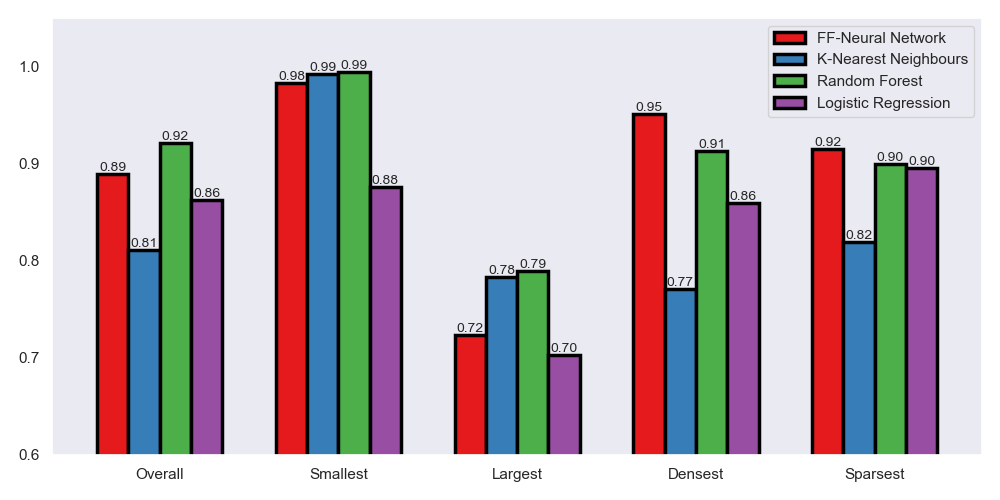 FF-Neural Network
K-Nearest Neighbours
Random Forest
Logistic Regression
1.0
0.9
0.8
0.7
0.6
0.89
0.81
0.92
0.86
0.98
0.99
0.99
0.88
0.72
0.78
0.79
0.70
0.95
0.77
0.91
0.86
0.92
0.82
0.90
0.90
Overall
Smallest
Largest
Densest
Sparsest